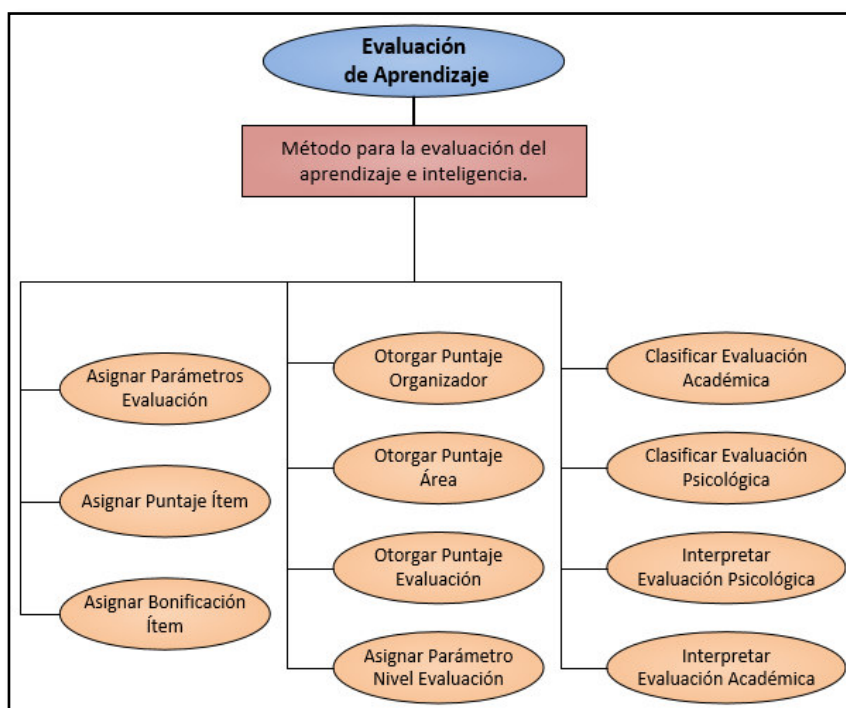 Evaluación
de Aprendizaje
Método para la evaluación del
aprendizaje e inteligencia.
Asignar Parámetros
Evaluación
Asignar Puntaje Ítem
Asignar Bonificación
Ítem
Otorgar Puntaje
Organizador
Otorgar Puntaje
Área
Otorgar Puntaje
Evaluación
Asignar Parámetro
Nivel Evaluación
Clasificar Evaluación
Académica
Clasificar Evaluación
Psicológica
Interpretar
Evaluación Psicológica
Interpretar
Evaluación Académica